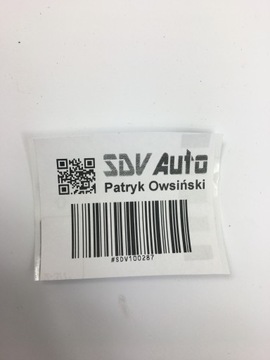 SDV Auto
Patryk Owsiński
#SDV100287